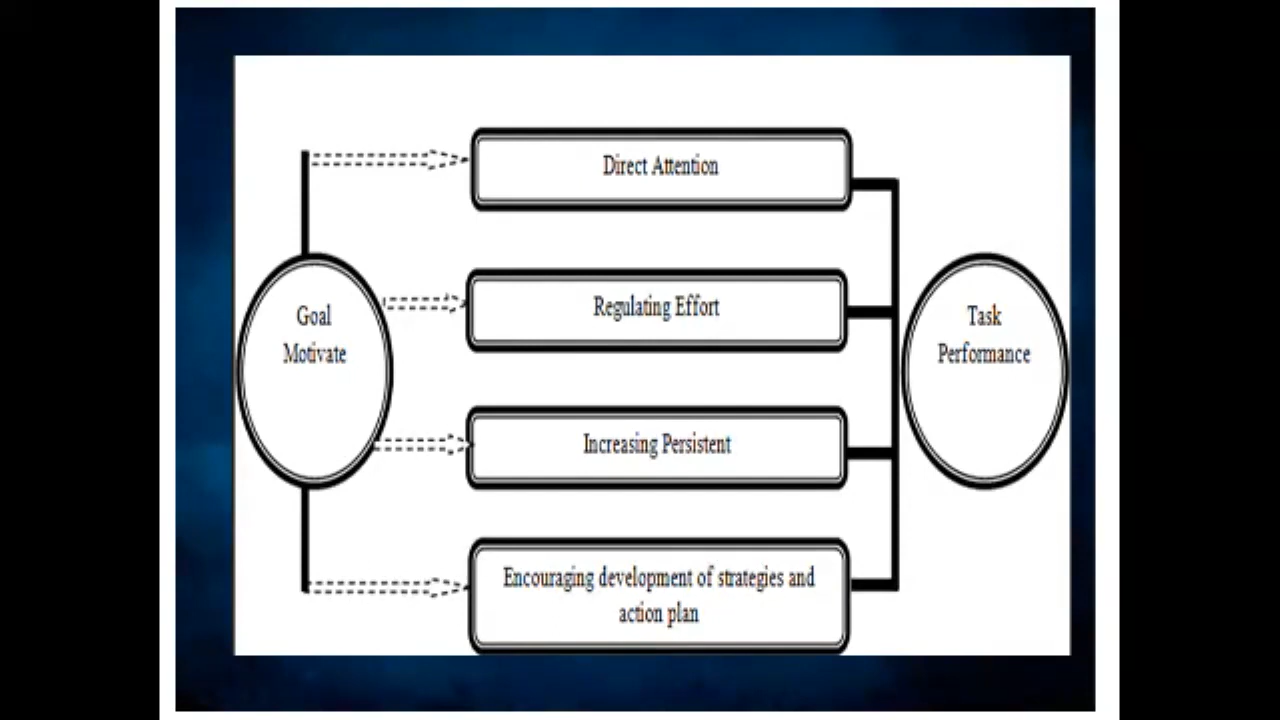 Direct Attention
Goal
Motivate
Regulating Effort
Task
Performance
Increasing Persistent
Encouraging development of strategies and
action plan